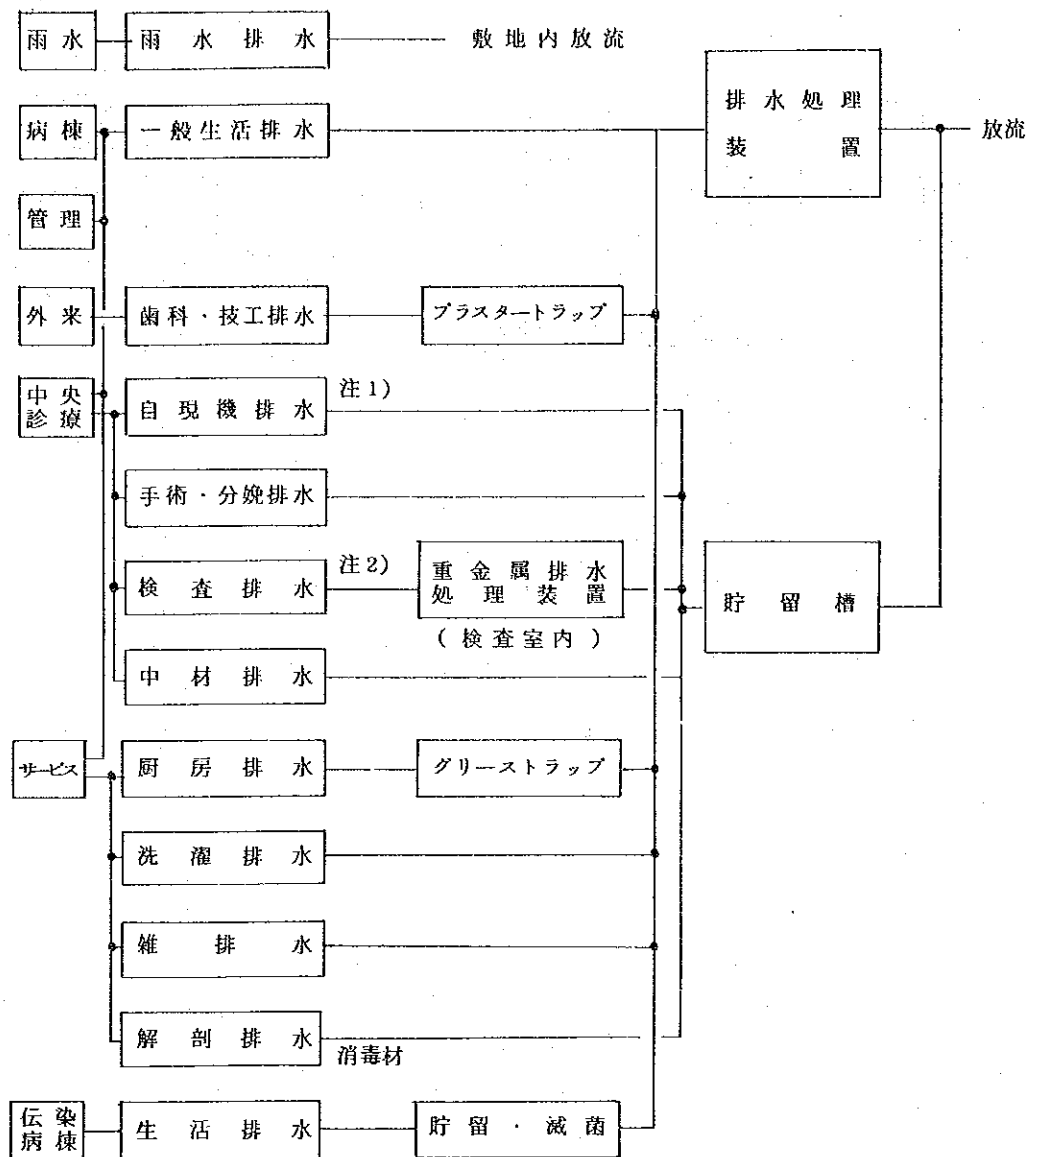 雨水 雨水排水 敷地内放流
排水処理
装置
放流
病棟 一般生活排水
管理
外来 歯科・技工排水 プラスタートラップ
中央
診療
自現機排水 注1)
手術・分娩排水
検査排水 注2) 重金属排水
処理装置
(検査室内)
貯留槽
中材排水
サービス 厨房排水 グリーストラップ
洗濯排水
雑排水
解剖排水 消毒材
伝染
病棟
生活排水 貯留・滅菌